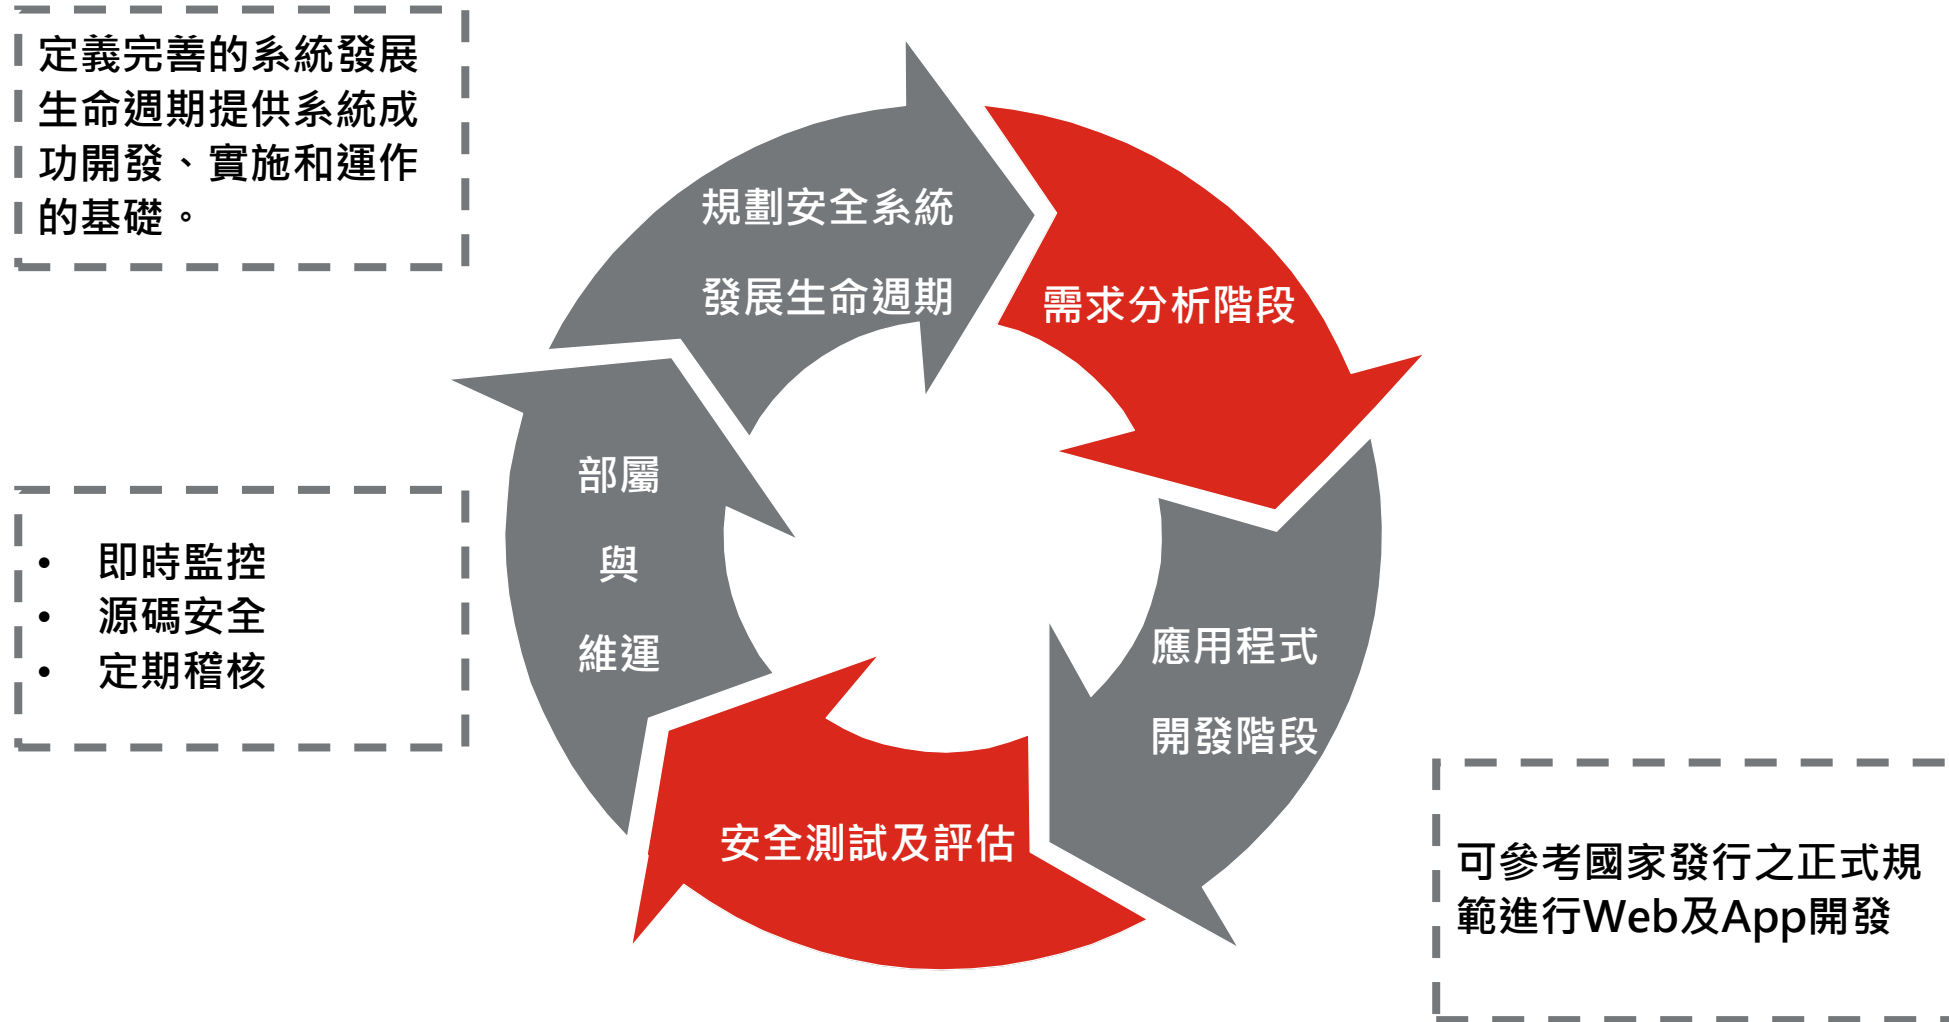 定義完善的系統發展
生命週期提供系統成
功開發、實施和運作
的基礎。
規劃安全系統
發展生命週期
需求分析階段
部屬
與
維運
• 即時監控
• 源碼安全
• 定期稽核
應用程式
開發階段
安全測試及評估
可參考國家發行之正式規
範進行Web及App開發